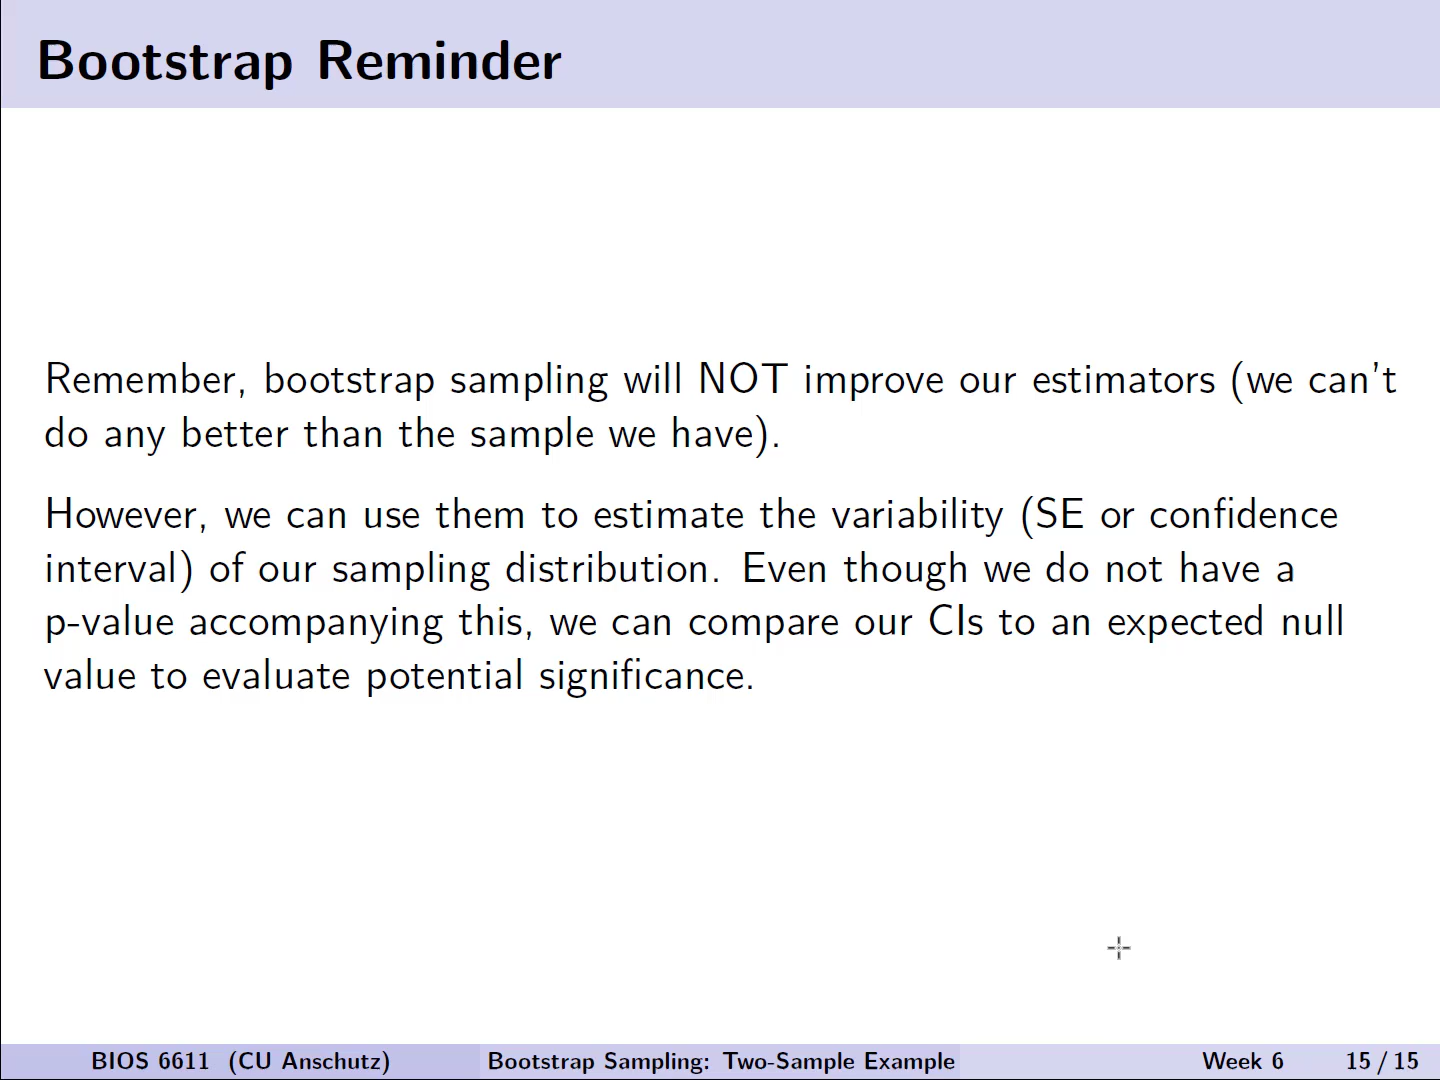 Bootstrap Reminder
Remember, bootstrap sampling will NOT improve our estimators (we can't
do any better than the sample we have).
However, we can use them to estimate the variability (SE or confidence
interval) of our sampling distribution. Even though we do not have a
p-value accompanying this, we can compare our CIs to an expected null
value to evaluate potential significance.
BIOS 6611 (CU Anschutz) Bootstrap Sampling: Two-Sample Example Week 6 15 / 15